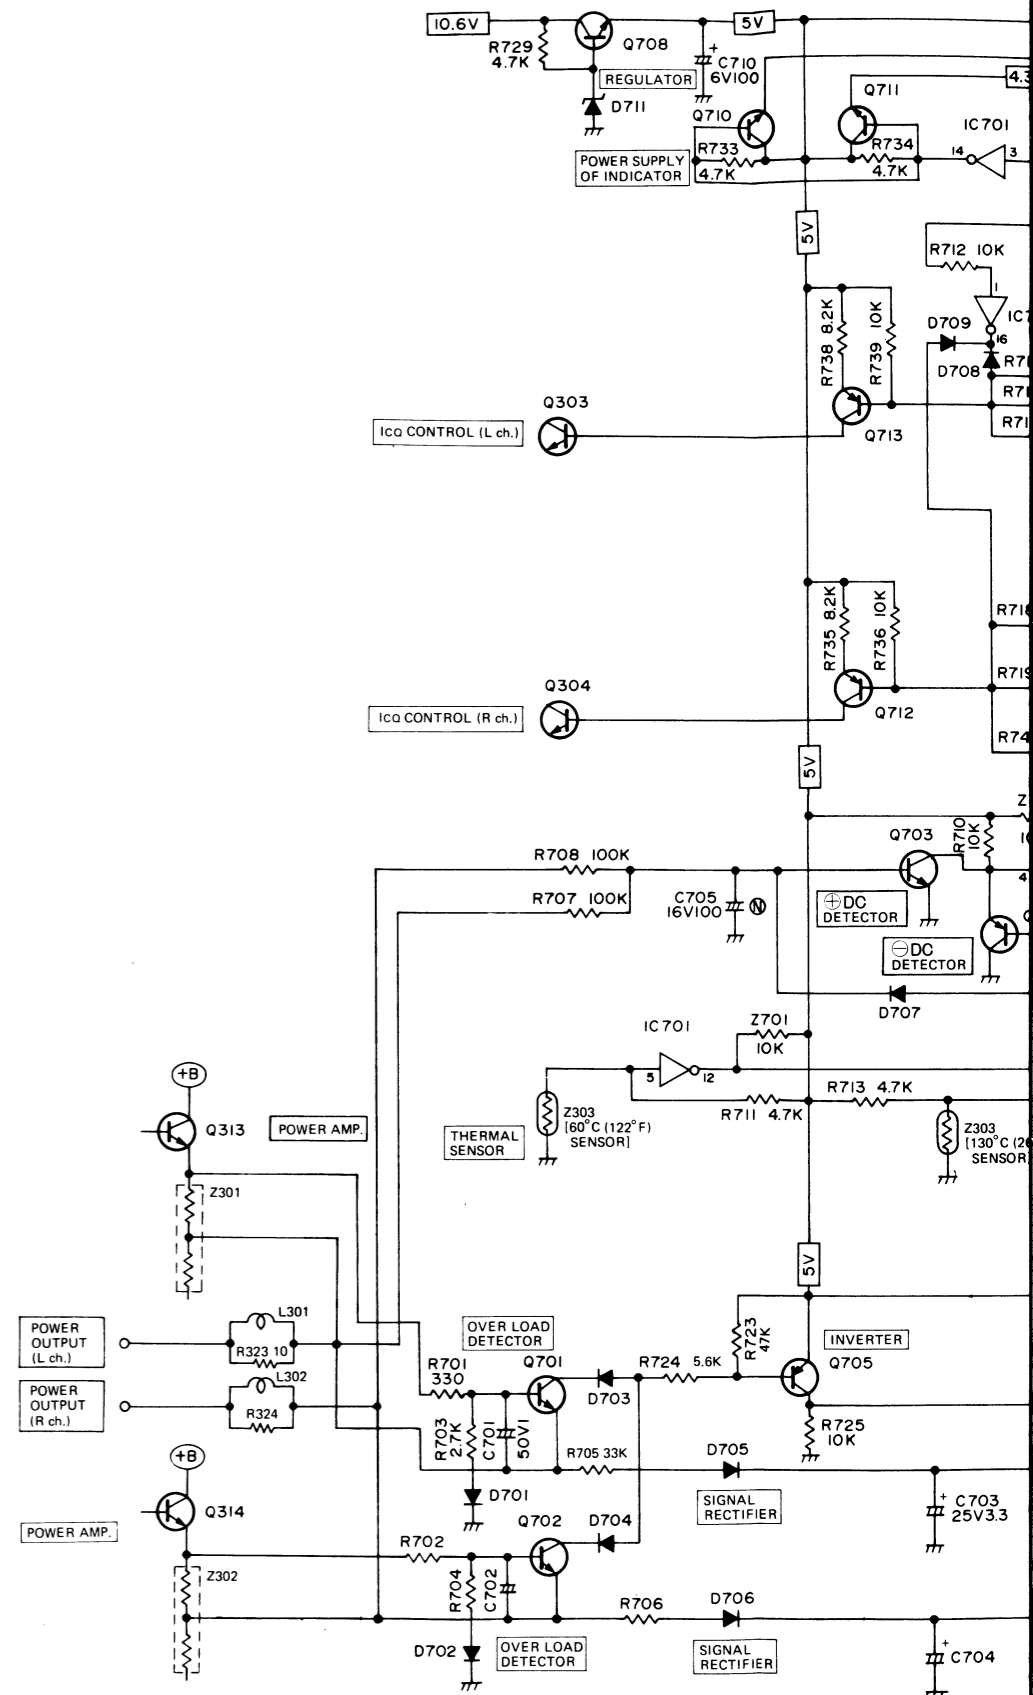 10.6V
5V
R729
4.7K
Q708
+
C710
6V100
REGULATOR
D711
Q710
Q711
IC701
14
3
R733
4.7K
R734
4.7K
POWER SUPPLY
OF INDICATOR
5V
R712 10K
1
16
D709
D708
R738 8.2K
R739 10K
Q303
ICQ CONTROL (L ch.)
Q713
R735 8.2K
R736 10K
Q304
ICQ CONTROL (R ch.)
Q712
5V
Q703
R710
10K
4
R708 100K
R707 100K
C705
16V100
N
⊕DC
DETECTOR
⊖DC
DETECTOR
D707
IC701
Z701
10K
5
12
R711 4.7K
R713 4.7K
Z303
[60°C (122°F)
SENSOR]
THERMAL
SENSOR
Z303
[130°C
SENSOR
+B
Q313
POWER AMP.
Z301
5V
L301
R323 10
POWER
OUTPUT
(L ch.)
L302
R324
POWER
OUTPUT
(R ch.)
OVER LOAD
DETECTOR
R701
330
Q701
D703
R724 5.6K
R723
47K
INVERTER
Q705
R703
2.7K
C701
50V1
R725
10K
R705 33K
D705
D701
SIGNAL
RECTIFIER
+
C703
25V3.3
+B
Q314
POWER AMP.
Z302
R702
Q702
D704
R704
C702
R706
D706
D702
OVER LOAD
DETECTOR
SIGNAL
RECTIFIER
+
C704